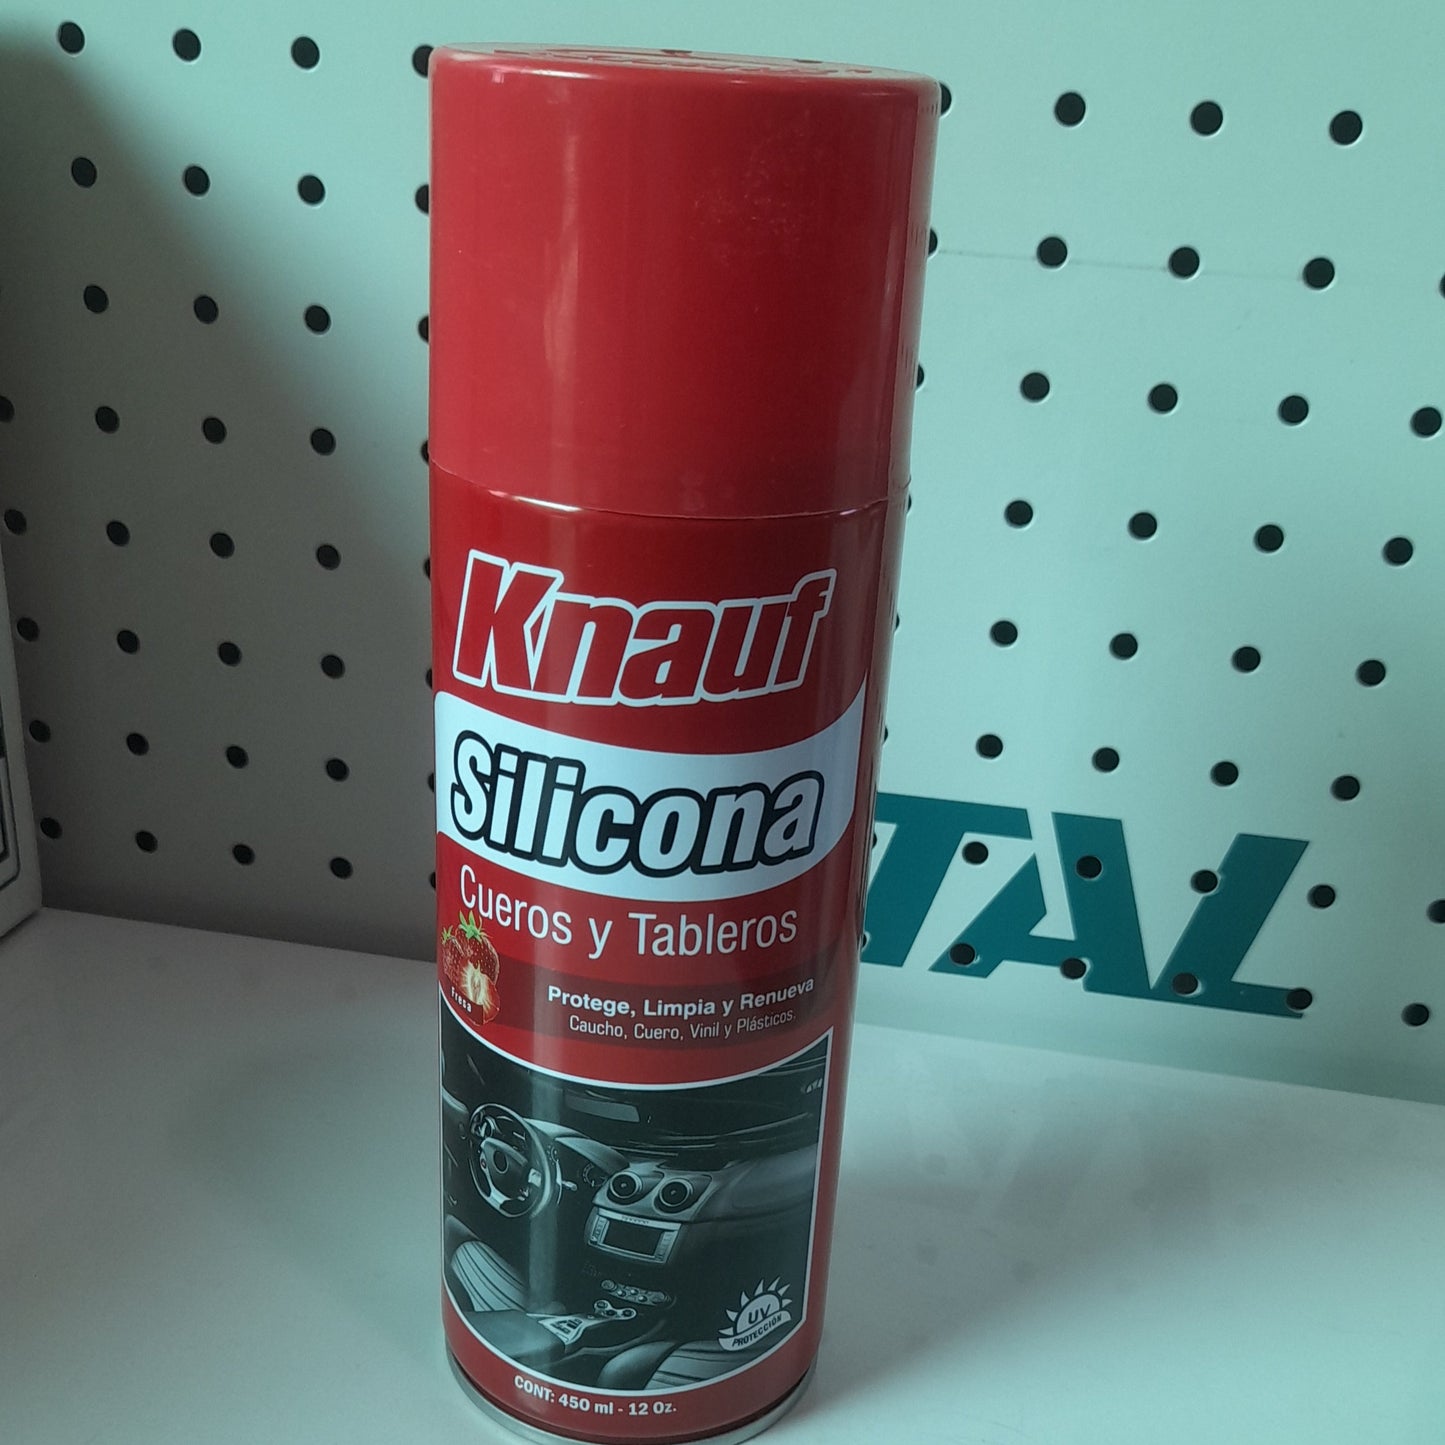 Knauf
Silicona
Cueros y Tableros
Fresa
Protege, Limpia y Renueva
Caucho, Cuero, Vinil y Plásticos.
UV
PROTECCIÓN
CONT: 450 ml - 12 Oz.
TAL